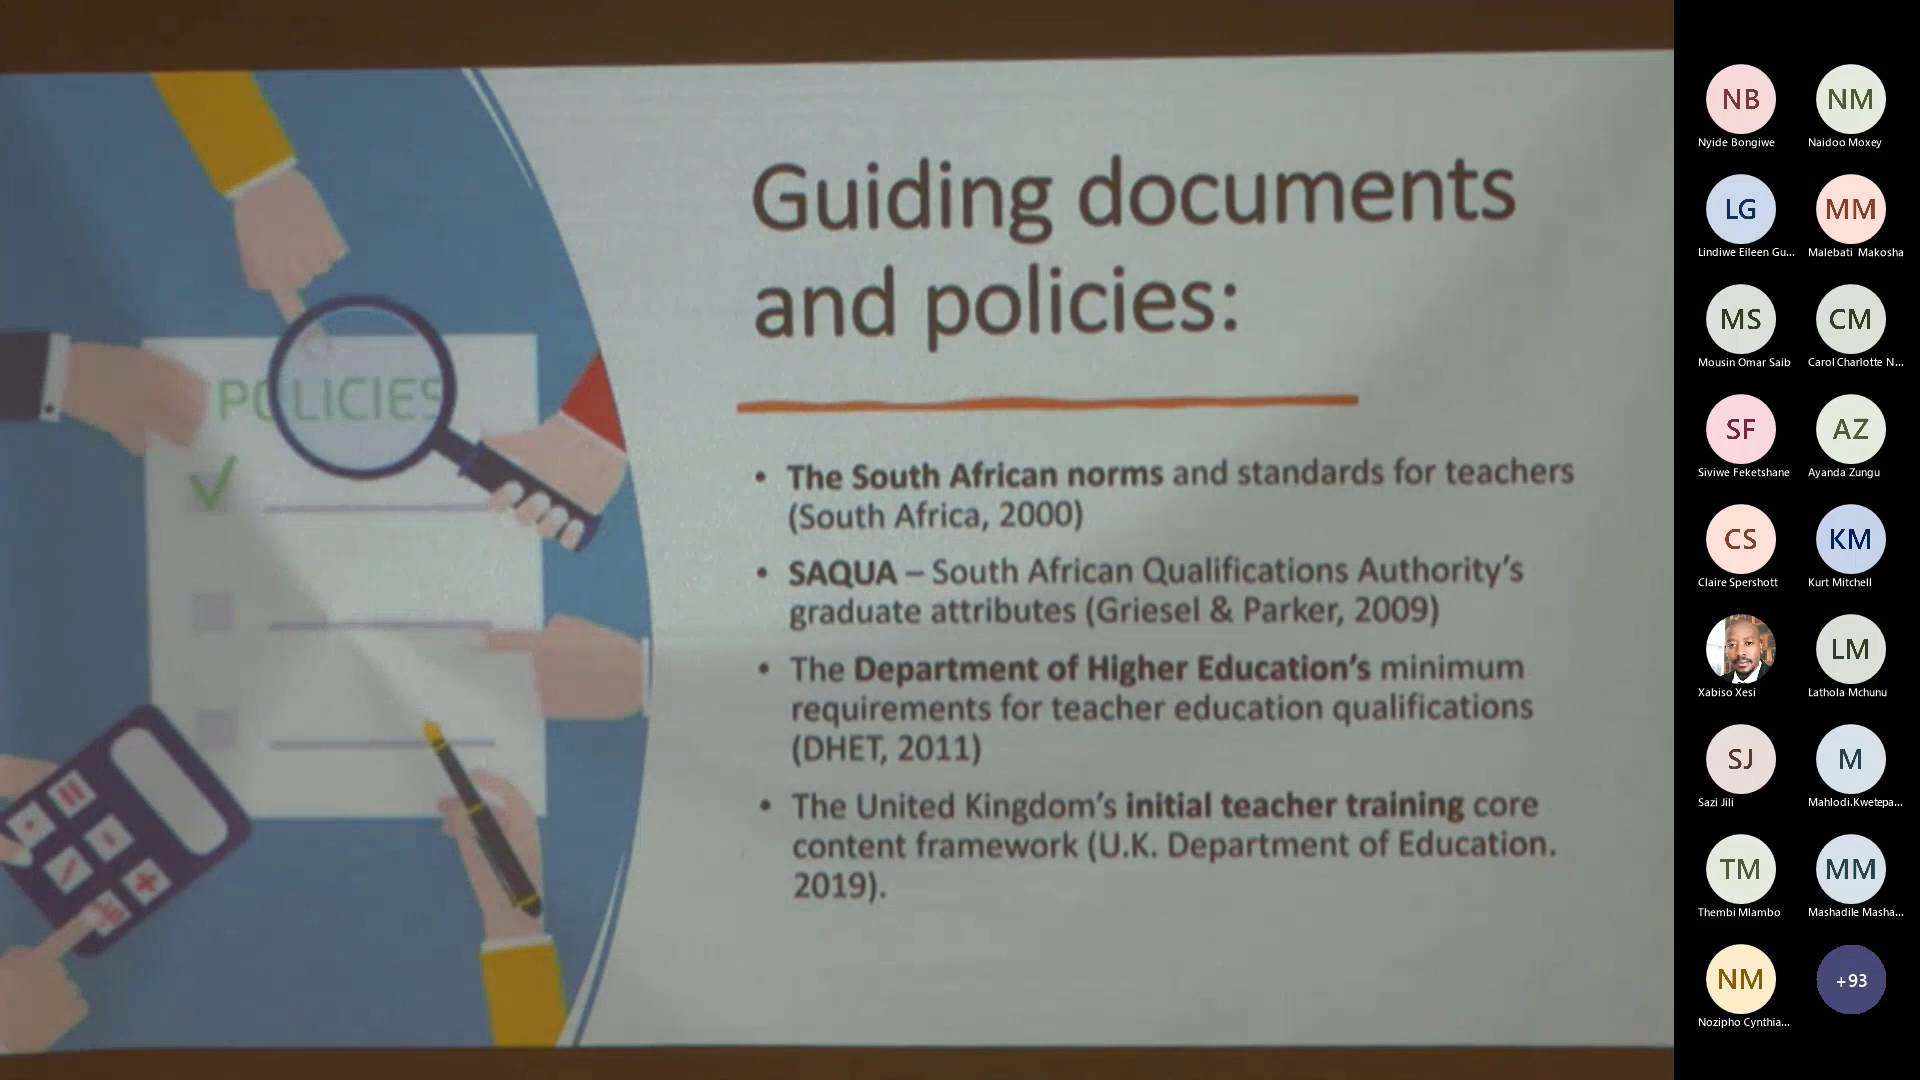 Guiding documents
and policies:
• The South African norms and standards for teachers
(South Africa, 2000)
• SAQUA – South African Qualifications Authority's
graduate attributes (Griesel & Parker, 2009)
• The Department of Higher Education's minimum
requirements for teacher education qualifications
(DHET, 2011)
• The United Kingdom's initial teacher training core
content framework (U.K. Department of Education.
2019).
POLICIES
NB NM
Nyide Bongiwe Naidoo Moxey
LG MM
Lindiwe Eileen Gu... Malebati Makosha
MS CM
Mousin Omar Saib Carol Charlotte N...
SF AZ
Siviwe Feketshane Ayanda Zungu
CS KM
Claire Spershott Kurt Mitchell
LM
Xabiso Xesi Lathola Mchunu
SJ M
Sazi Jili Mahlodi.Kwetepa...
TM MM
Thembi Mlambo Mashadile Masha...
NM +93
Nozipho Cynthia...